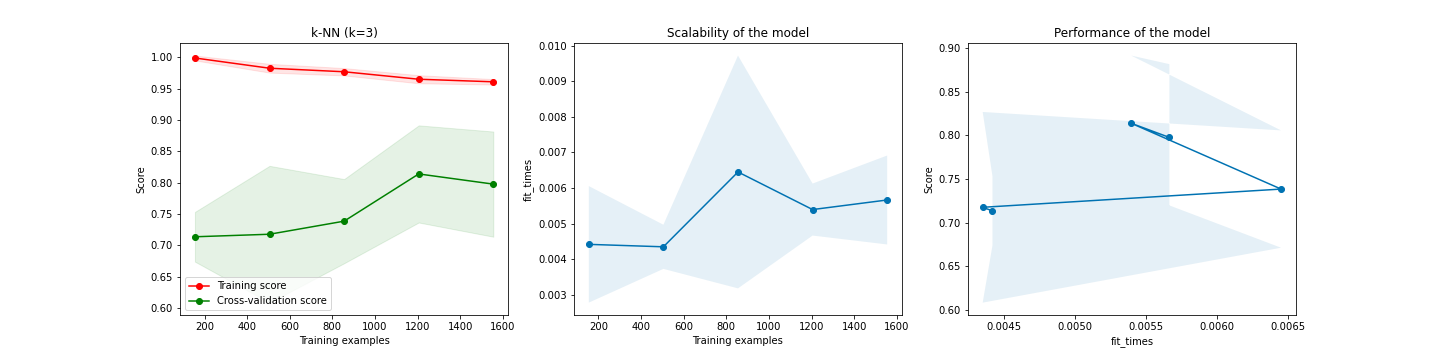 k-NN (k=3)
1.00
0.95
0.90
0.85
0.80
0.75
0.70
0.65
0.60
Score
200 400 600 800 1000 1200 1400 1600
Training examples
Training score
Cross-validation score
Scalability of the model
0.010
0.009
0.008
0.007
0.006
0.005
0.004
0.003
fit_times
200 400 600 800 1000 1200 1400 1600
Training examples
Performance of the model
0.90
0.85
0.80
0.75
0.70
0.65
0.60
Score
0.0045 0.0050 0.0055 0.0060 0.0065
fit_times